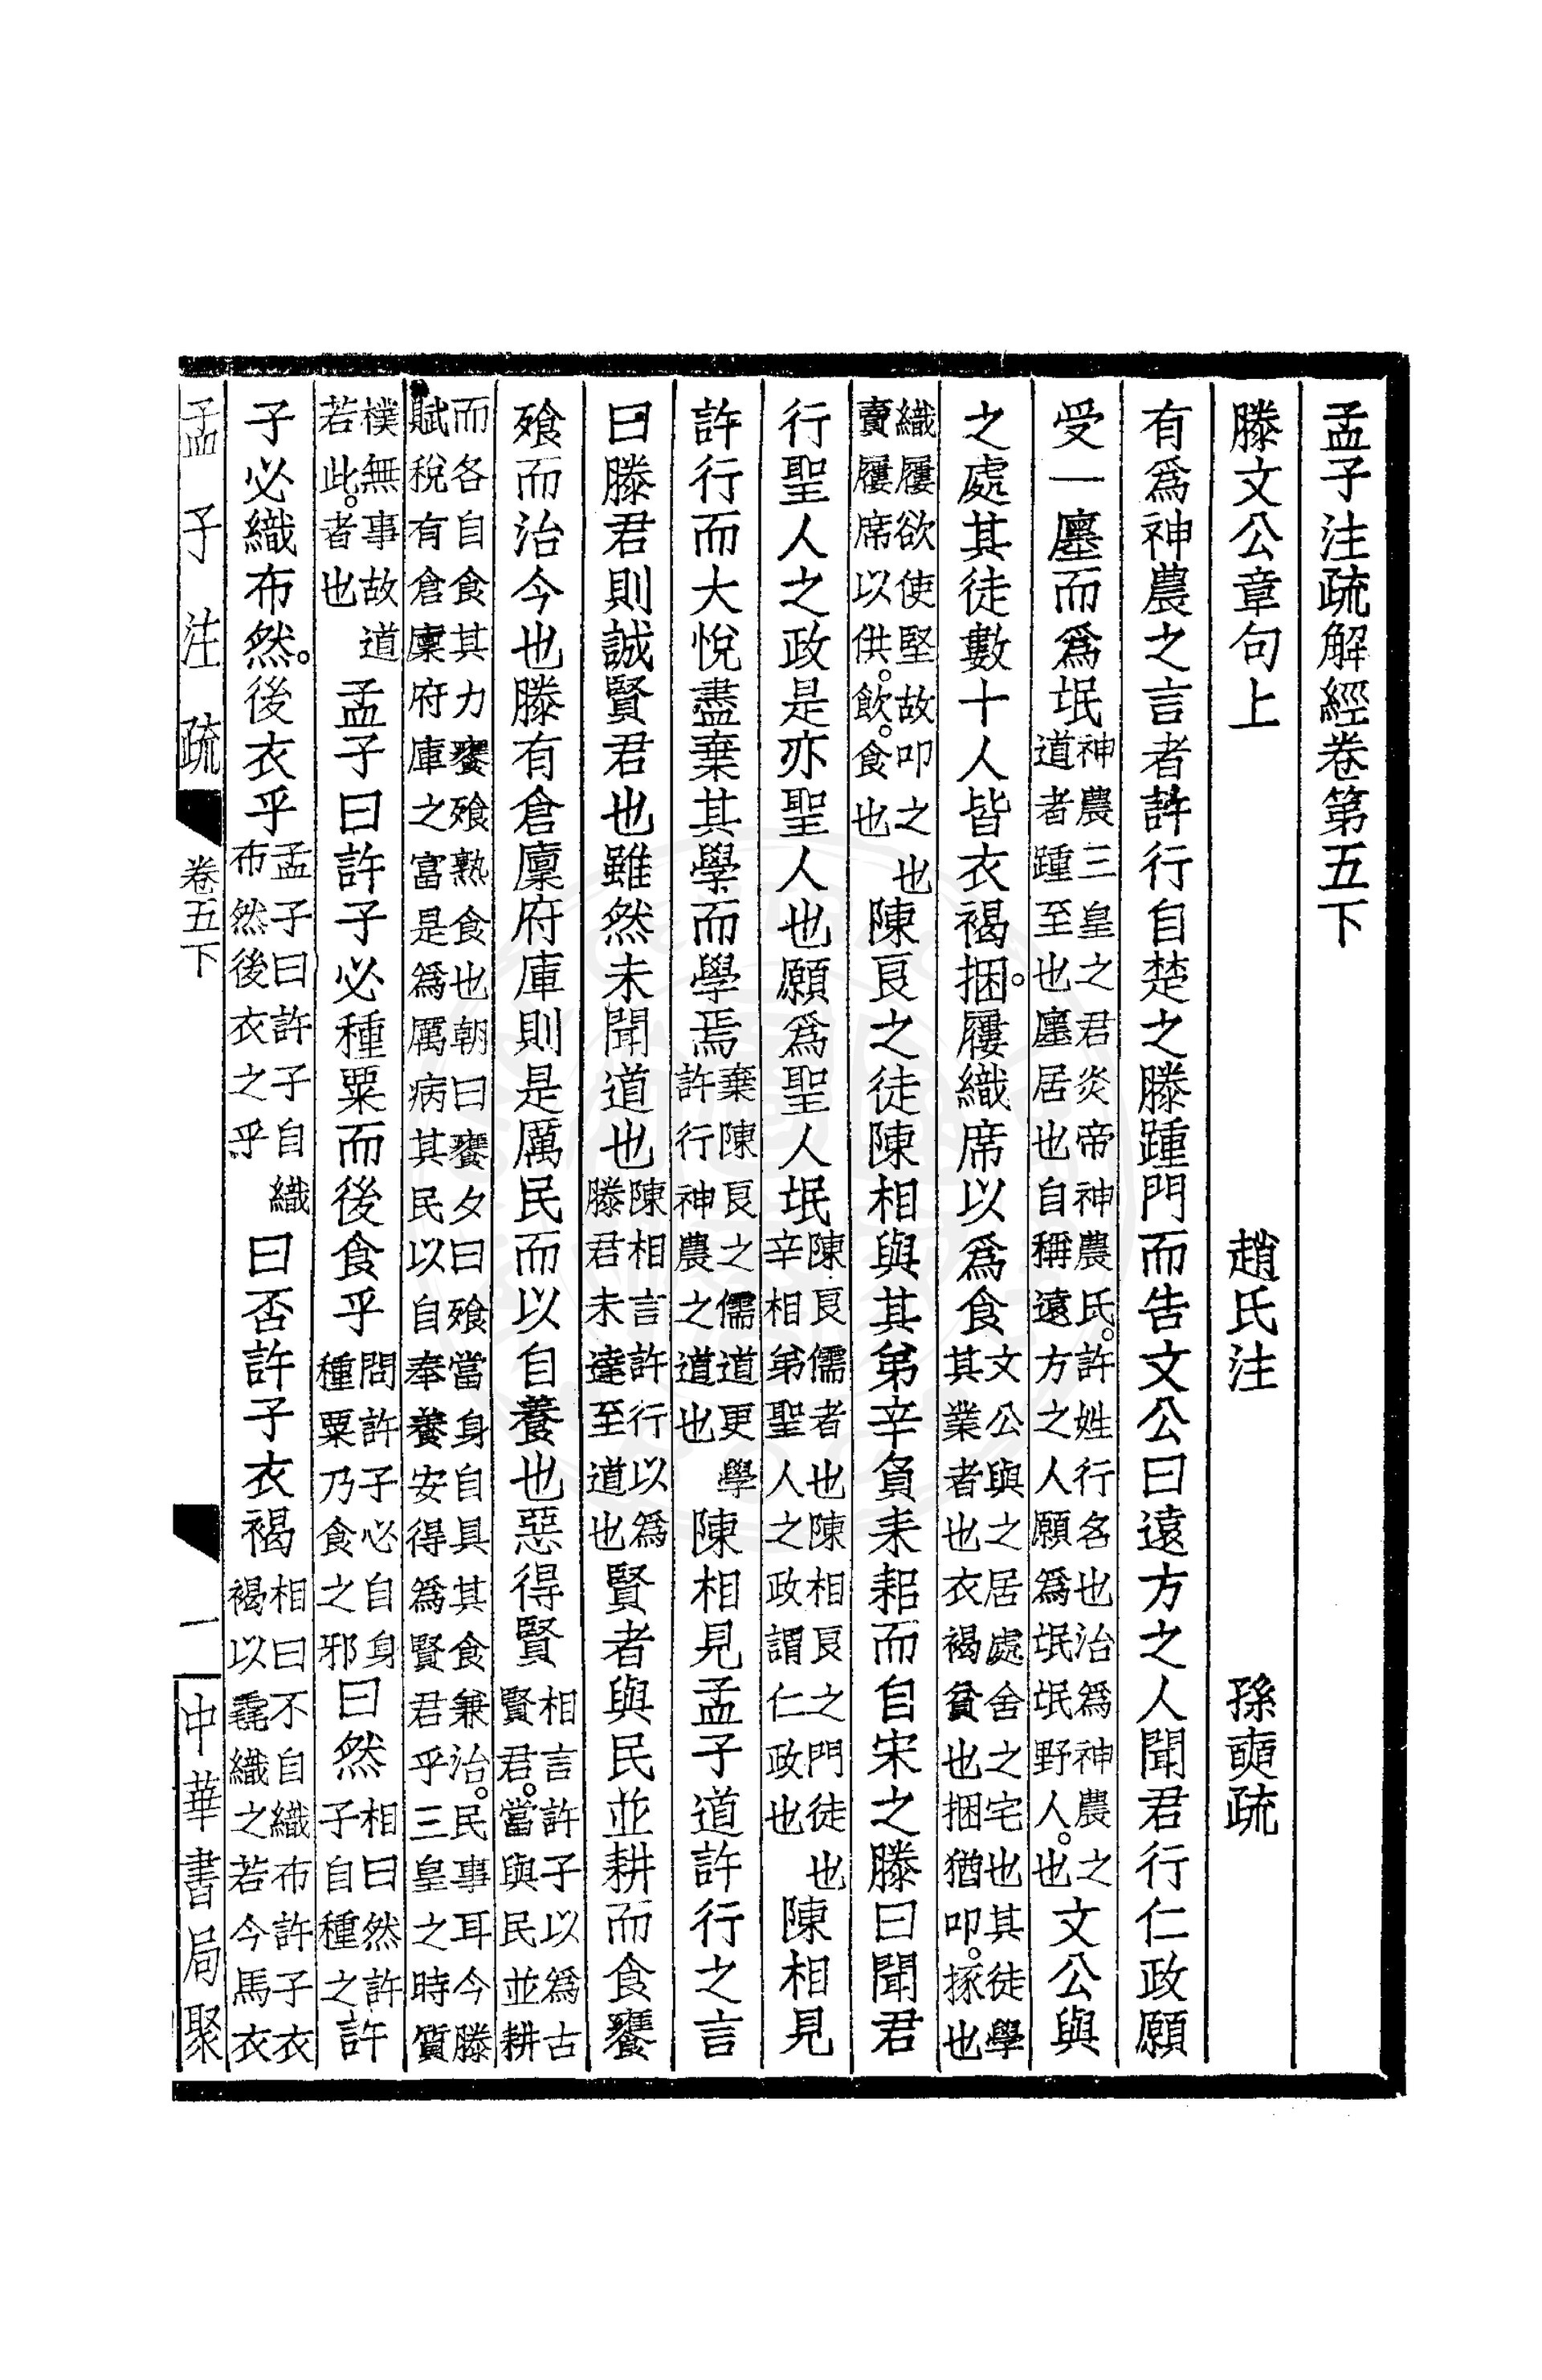 孟子注疏解經卷第五下
滕文公章句上　趙氏注　孫奭疏
有爲神農之言者許行自楚之滕踵門而告文公曰遠方之人聞君行仁政願
受一廛而爲氓神農三皇之君炎帝神農氏。許姓行名也治爲神農之道者踵至也廛居也自稱遠方之人願爲氓氓野人。也文公與
之處其徒數十人皆衣褐捆。屨織席以爲食文公與之居處舍之宅也其徒學其業者也衣褐貧也捆猶叩。㧻也
織屨欲使堅故叩之也賣屨席以供。飲。食也陳良之徒陳相與其弟辛負耒耜而自宋之滕曰聞君
行聖人之政是亦聖人也願爲聖人氓陳良儒者也陳相良之門徒也辛相弟聖人之政謂仁政也陳相見
許行而大悅盡棄其學而學焉棄陳良之儒道更學許行神農之道也陳相見孟子道許行之言
曰滕君則誠賢君也雖然未聞道也陳相言許行以爲滕君未達至道也賢者與民並耕而食饔
飧而治今也滕有倉廩府庫則是厲民而以自養也惡得賢相言許子以爲古賢君。當與民並耕
而各自食其力饔飧熟食也朝曰饔夕曰飧當身自具其食兼治。民事耳今滕賦稅有倉廩府庫之富是爲厲病其民以自奉養安得爲賢君乎三皇之時質
樸無事故道若此。者也孟子曰許子必種粟而後食乎問許子必自身種粟乃食之邪曰然相曰然許子自種之許
子必織布然。後衣乎孟子曰許子自織布然後衣之乎曰否許子衣褐相曰不自織布許子衣褐以毳織之若今馬衣
孟子注疏　卷五下　一　中華書局聚